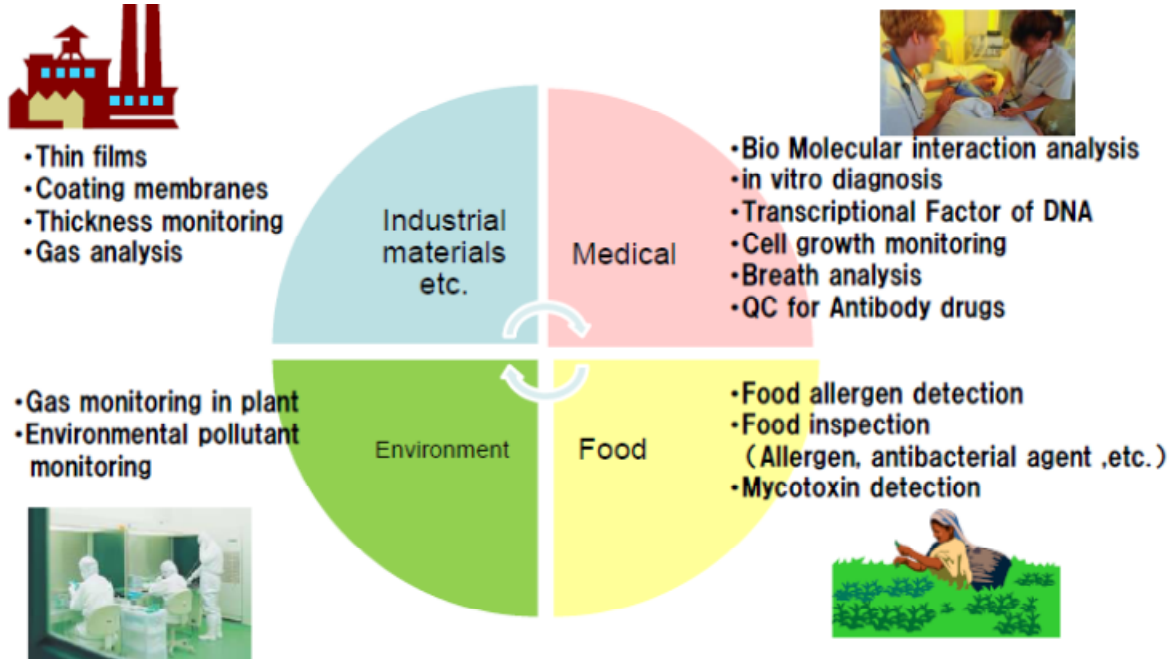 ・Thin films
・Coating membranes
・Thickness monitoring
・Gas analysis
Industrial
materials
etc.
Medical
・Bio Molecular interaction analysis
・in vitro diagnosis
・Transcriptional Factor of DNA
・Cell growth monitoring
・Breath analysis
・QC for Antibody drugs
・Gas monitoring in plant
・Environmental pollutant
monitoring
Environment
Food
・Food allergen detection
・Food inspection
（Allergen, antibacterial agent ,etc.）
・Mycotoxin detection